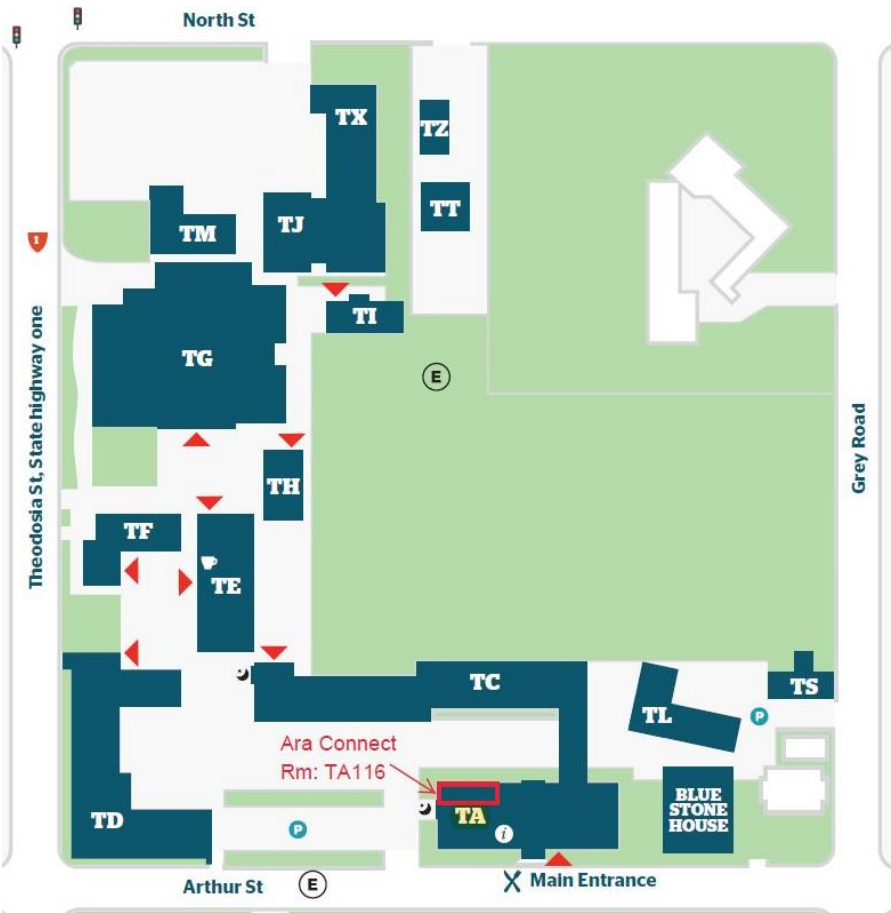 North St
TX
TZ
TT
TM
TJ
1
TI
TG
E
Theodosia St, State highway one
Grey Road
TH
TF
TE
TC
TS
TL
P
Ara Connect
Rm: TA116
TA
i
BLUE
STONE
HOUSE
TD
P
Arthur St
E
Main Entrance